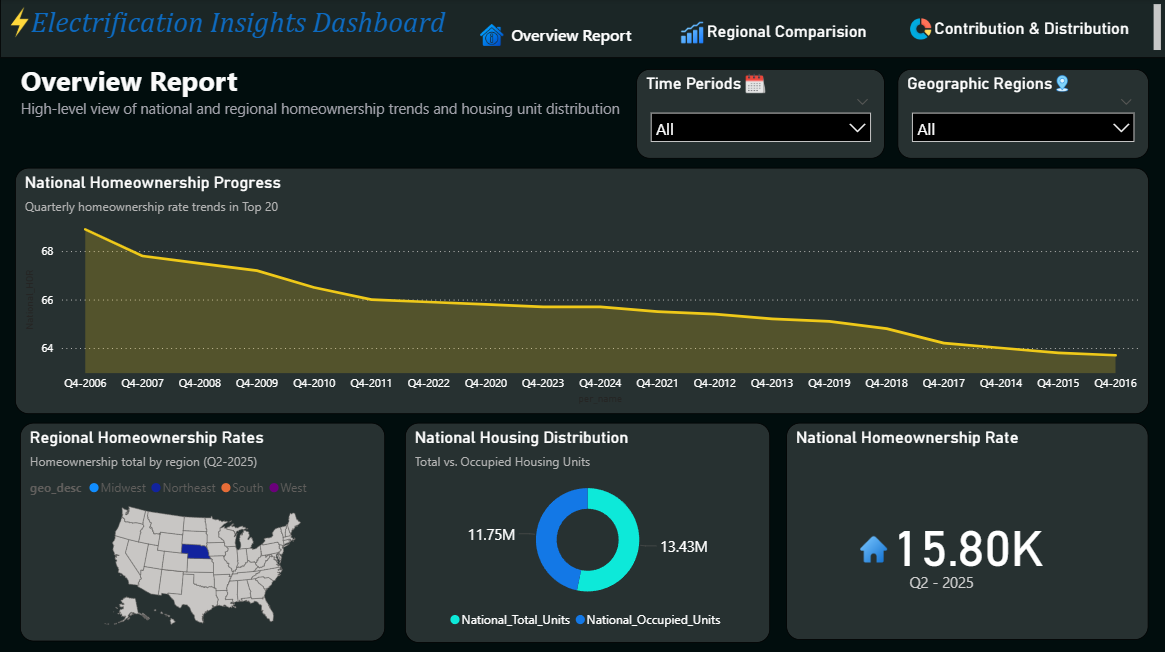 Electrification Insights Dashboard
Overview Report
Regional Comparision
Contribution & Distribution
Overview Report
High-level view of national and regional homeownership trends and housing unit distribution
Time Periods
All
Geographic Regions
All
National Homeownership Progress
Quarterly homeownership rate trends in Top 20
68
66
64
Q4-2006 Q4-2007 Q4-2008 Q4-2009 Q4-2010 Q4-2011 Q4-2022 Q4-2020 Q4-2023 Q4-2024 Q4-2021 Q4-2012 Q4-2013 Q4-2019 Q4-2018 Q4-2017 Q4-2014 Q4-2015 Q4-2016
Regional Homeownership Rates
Homeownership total by region (Q2-2025)
geo_desc Midwest Northeast South West
National Housing Distribution
Total vs. Occupied Housing Units
11.75M
13.43M
National_Total_Units National_Occupied_Units
National Homeownership Rate
15.80K
Q2 - 2025